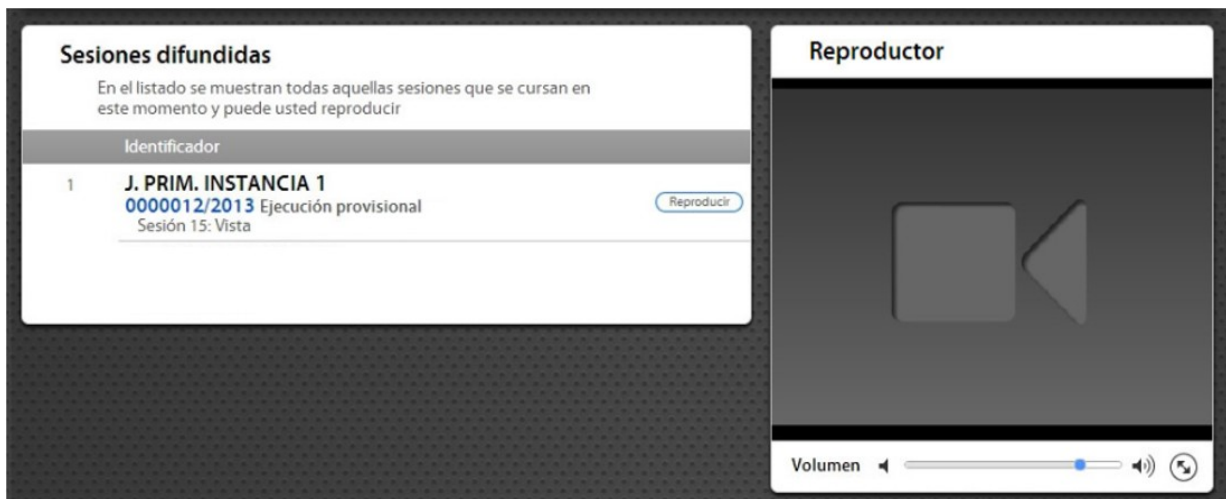 Sesiones difundidas
En el listado se muestran todas aquellas sesiones que se cursan en
este momento y puede usted reproducir
Identificador
1 J. PRIM. INSTANCIA 1
0000012/2013 Ejecución provisional
Reproducir
Sesión 15: Vista
Reproductor
Volumen